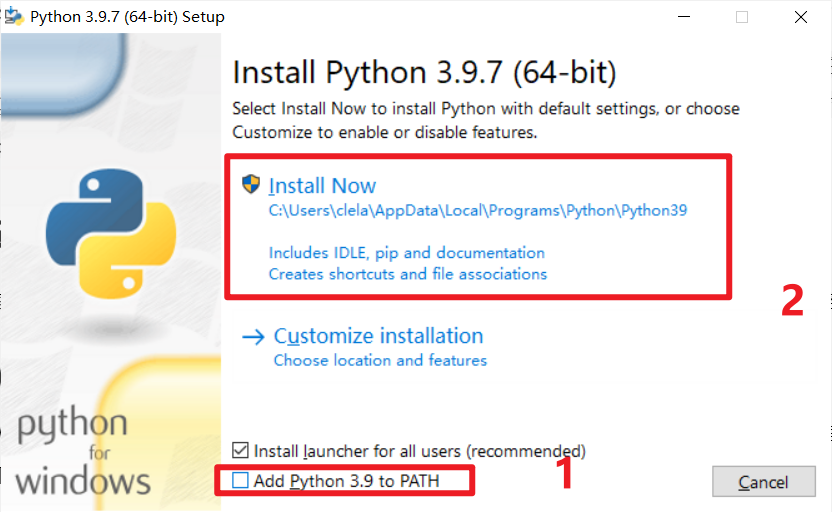 Python 3.9.7 (64-bit) Setup
Install Python 3.9.7 (64-bit)
Select Install Now to install Python with default settings, or choose
Customize to enable or disable features.
Install Now
C:\Users\clela\AppData\Local\Programs\Python\Python39
Includes IDLE, pip and documentation
Creates shortcuts and file associations
2
Customize installation
Choose location and features
python
for
windows
Install launcher for all users (recommended)
1
Add Python 3.9 to PATH
Cancel